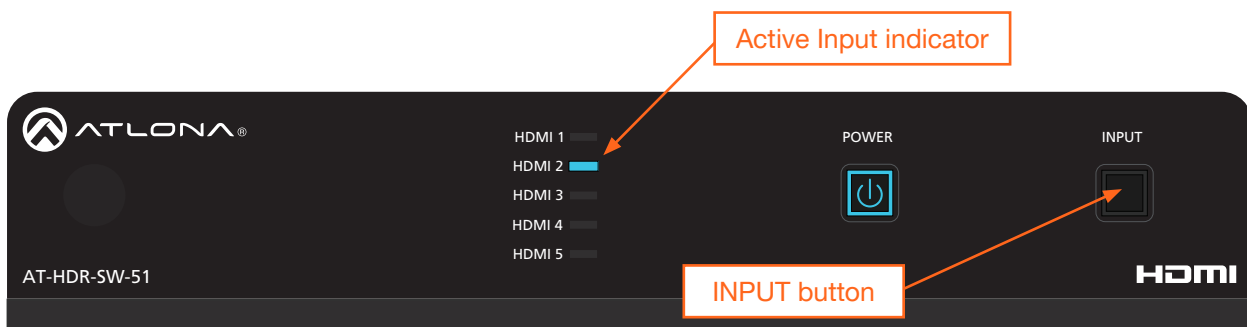 Active Input indicator
ATLONA®
HDMI 1
HDMI 2
HDMI 3
HDMI 4
HDMI 5
POWER
INPUT
AT-HDR-SW-51
INPUT button
HDMI